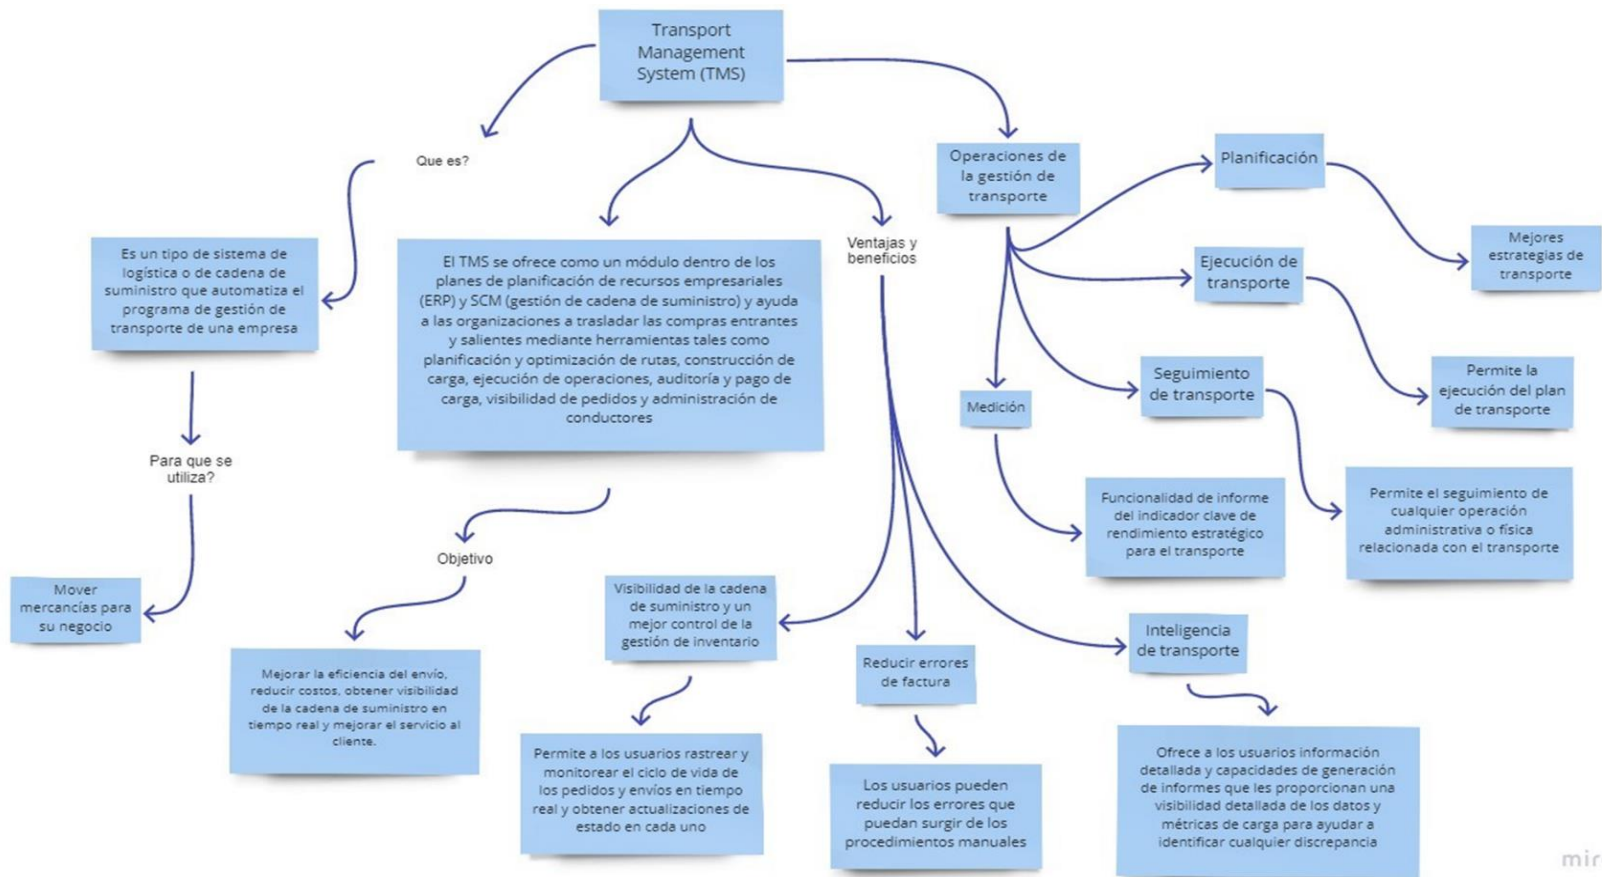 Transport
Management
System (TMS)
Que es?
Es un tipo de sistema de
logística o de cadena de
suministro que automatiza el
programa de gestión de
transporte de una empresa
Para que se
utiliza?
Mover
mercancías para
su negocio
El TMS se ofrece como un módulo dentro de los
planes de planificación de recursos empresariales
(ERP) y SCM (gestión de cadena de suministro) y ayuda
a las organizaciones a trasladar las compras entrantes
y salientes mediante herramientas tales como
planificación y optimización de rutas, construcción de
carga, ejecución de operaciones, auditoría y pago de
carga, visibilidad de pedidos y administración de
conductores
Objetivo
Mejorar la eficiencia del envío,
reducir costos, obtener visibilidad
de la cadena de suministro en
tiempo real y mejorar el servicio al
cliente.
Ventajas y
beneficios
Visibilidad de la cadena
de suministro y un
mejor control de la
gestión de inventario
Permite a los usuarios rastrear y
monitorear el ciclo de vida de
los pedidos y envíos en tiempo
real y obtener actualizaciones de
estado en cada uno
Reducir errores
de factura
Los usuarios pueden
reducir los errores que
puedan surgir de los
procedimientos manuales
Inteligencia
de transporte
Ofrece a los usuarios información
detallada y capacidades de generación
de informes que les proporcionan una
visibilidad detallada de los datos y
métricas de carga para ayudar a
identificar cualquier discrepancia
Operaciones de
la gestión de
transporte
Planificación
Mejores
estrategias de
transporte
Ejecución de
transporte
Permite la
ejecución del plan
de transporte
Seguimiento
de transporte
Permite el seguimiento de
cualquier operación
administrativa o física
relacionada con el transporte
Medición
Funcionalidad de informe
del indicador clave de
rendimiento estratégico
para el transporte
mir